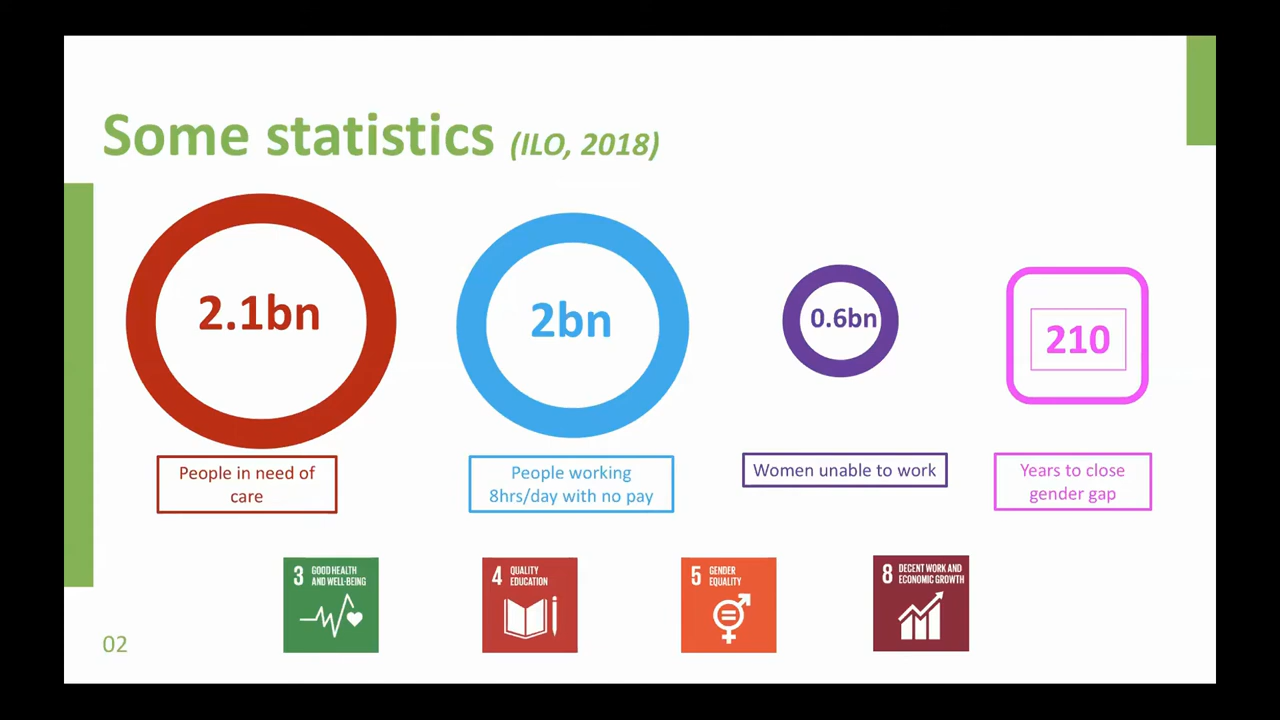 Some statistics (ILO, 2018)
2.1bn
2bn
0.6bn
210
People in need of
care
People working
8hrs/day with no pay
Women unable to work
Years to close
gender gap
3 GOOD HEALTH
AND WELL-BEING
4 QUALITY
EDUCATION
5 GENDER
EQUALITY
8 DECENT WORK AND
ECONOMIC GROWTH
02